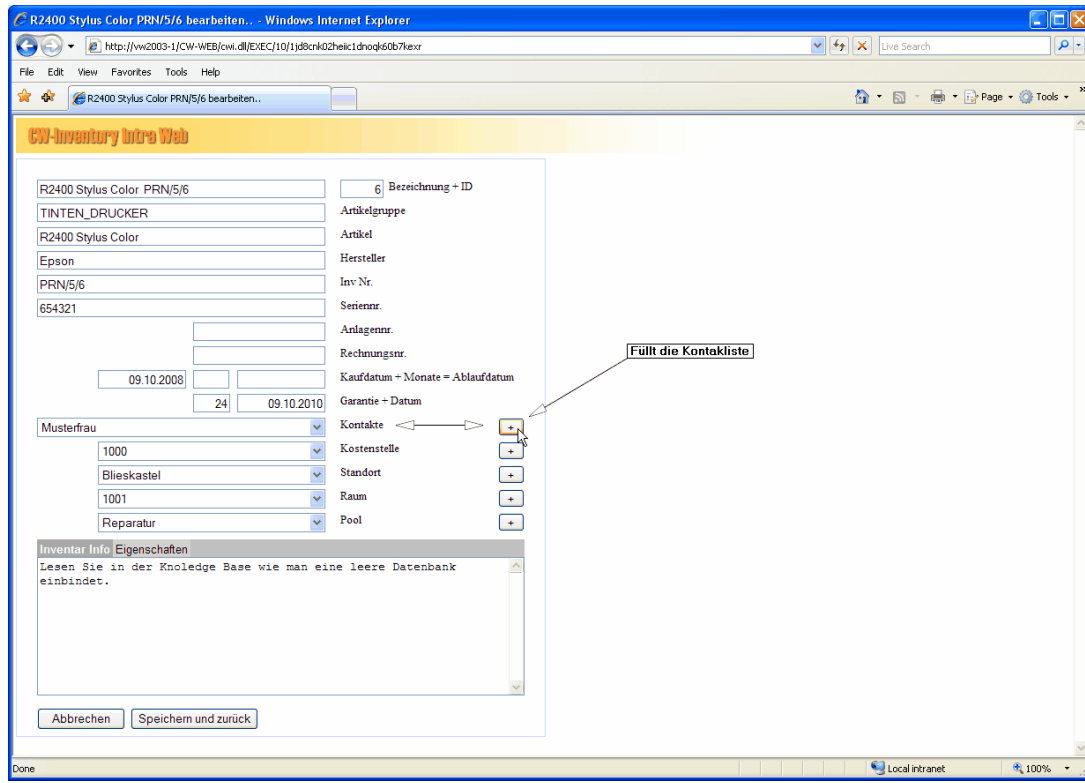 R2400 Stylus Color PRN/5/6 bearbeiten.. - Windows Internet Explorer
http://vw2003-1/CW-WEB/cwi.dll/EXEC/10/1jd8cnk02heiic1dnoqk60b7kexr
Live Search
File Edit View Favorites Tools Help
R2400 Stylus Color PRN/5/6 bearbeiten..
Page Tools »
CW-Inventory Intra Web
R2400 Stylus Color PRN/5/6 6 Bezeichnung + ID
TINTEN_DRUCKER Artikelgruppe
R2400 Stylus Color Artikel
Epson Hersteller
PRN/5/6 Inv Nr.
654321 Seriennr.
Anlagennr.
Rechnungsnr.
Füllt die Kontakliste
09.10.2008 Kaufdatum + Monate = Ablaufdatum
24 09.10.2010 Garantie + Datum
Musterfrau Kontakte +
1000 Kostenstelle +
Blieskastel Standort +
1001 Raum +
Reparatur Pool +
Inventar Info Eigenschaften
Lesen Sie in der Knoledge Base wie man eine leere Datenbank
einbindet.
Abbrechen Speichern und zurück
Done Local intranet 100%